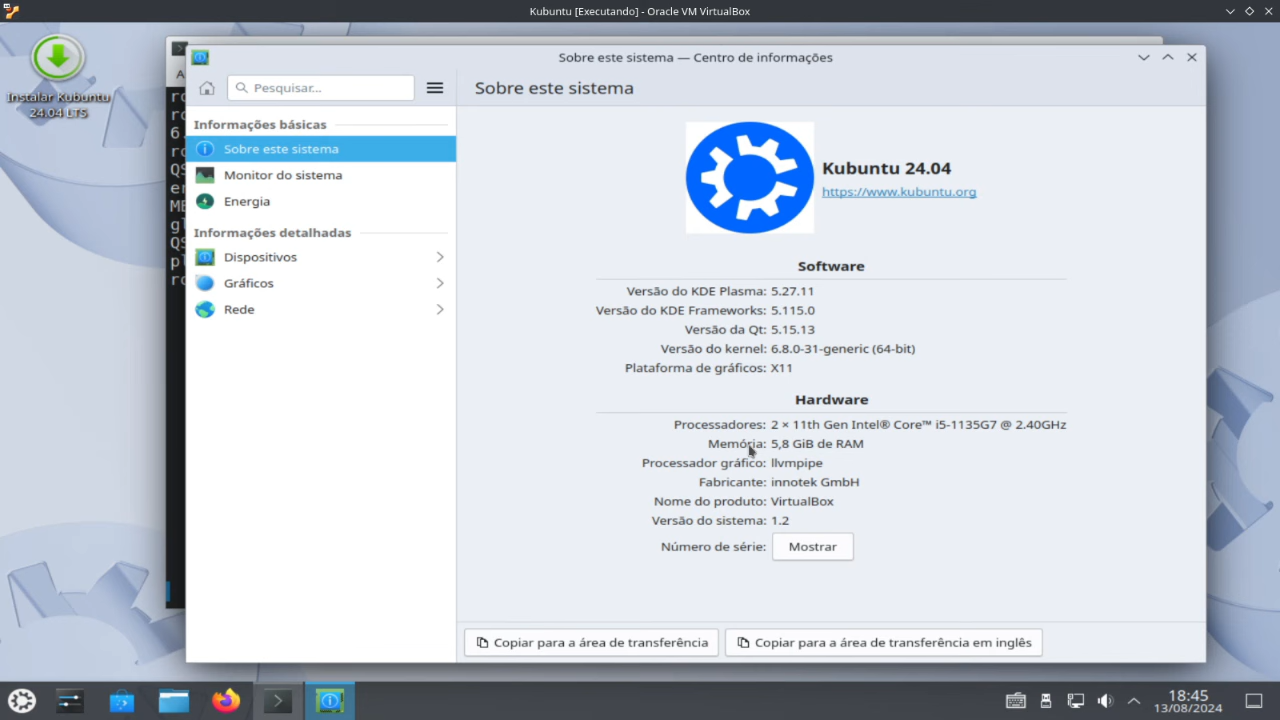 Kubuntu [Executando] - Oracle VM VirtualBox
Instalar Kubuntu
24.04 LTS
Sobre este sistema — Centro de informações
Pesquisar...
Sobre este sistema
Informações básicas
Sobre este sistema
Monitor do sistema
Energia
Informações detalhadas
Dispositivos
Gráficos
Rede
Kubuntu 24.04
https://www.kubuntu.org
Software
Versão do KDE Plasma: 5.27.11
Versão do KDE Frameworks: 5.115.0
Versão da Qt: 5.15.13
Versão do kernel: 6.8.0-31-generic (64-bit)
Plataforma de gráficos: X11
Hardware
Processadores: 2 × 11th Gen Intel® Core™ i5-1135G7 @ 2.40GHz
Memória: 5,8 GiB de RAM
Processador gráfico: llvmpipe
Fabricante: innotek GmbH
Nome do produto: VirtualBox
Versão do sistema: 1.2
Número de série: Mostrar
Copiar para a área de transferência
Copiar para a área de transferência em inglês
18:45
13/08/2024